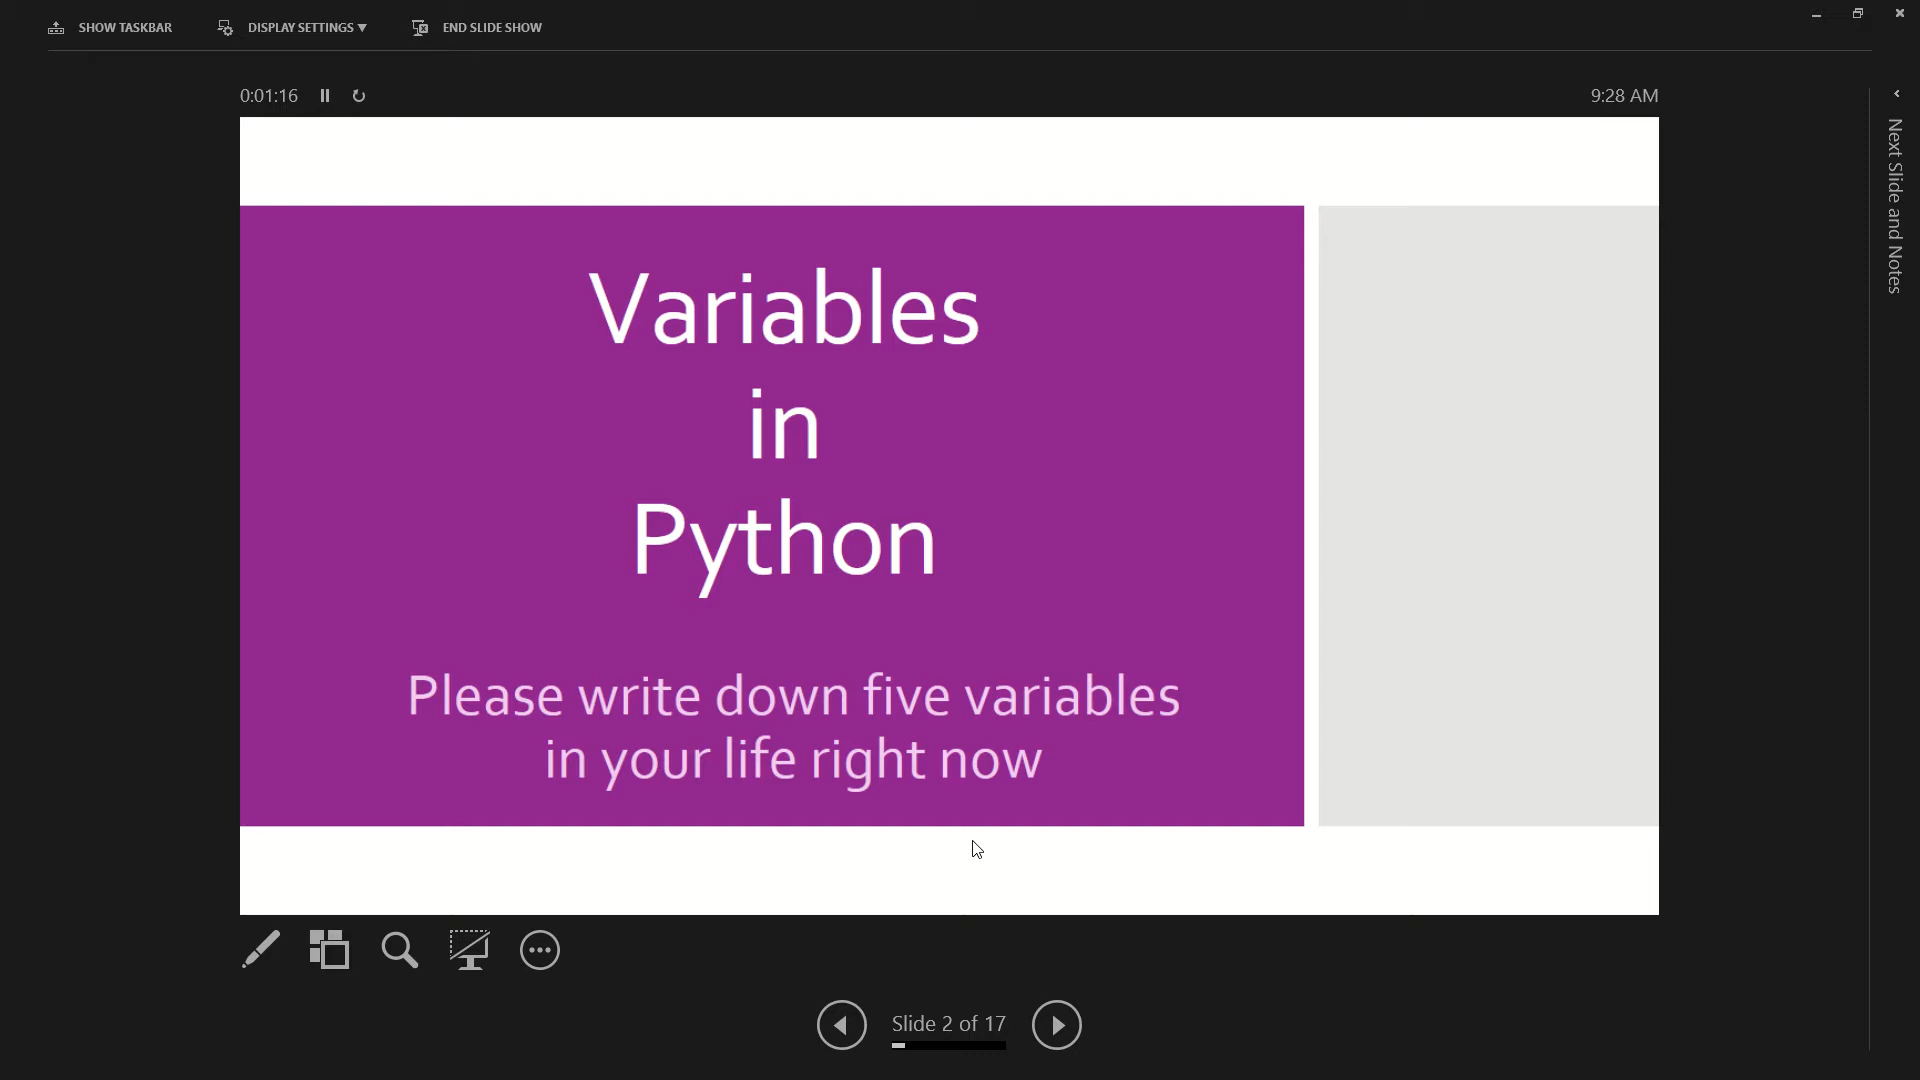 SHOW TASKBAR
DISPLAY SETTINGS ▼
END SLIDE SHOW
0:01:16
9:28 AM
Variables
in
Python
Please write down five variables
in your life right now
Next Slide and Notes
Slide 2 of 17